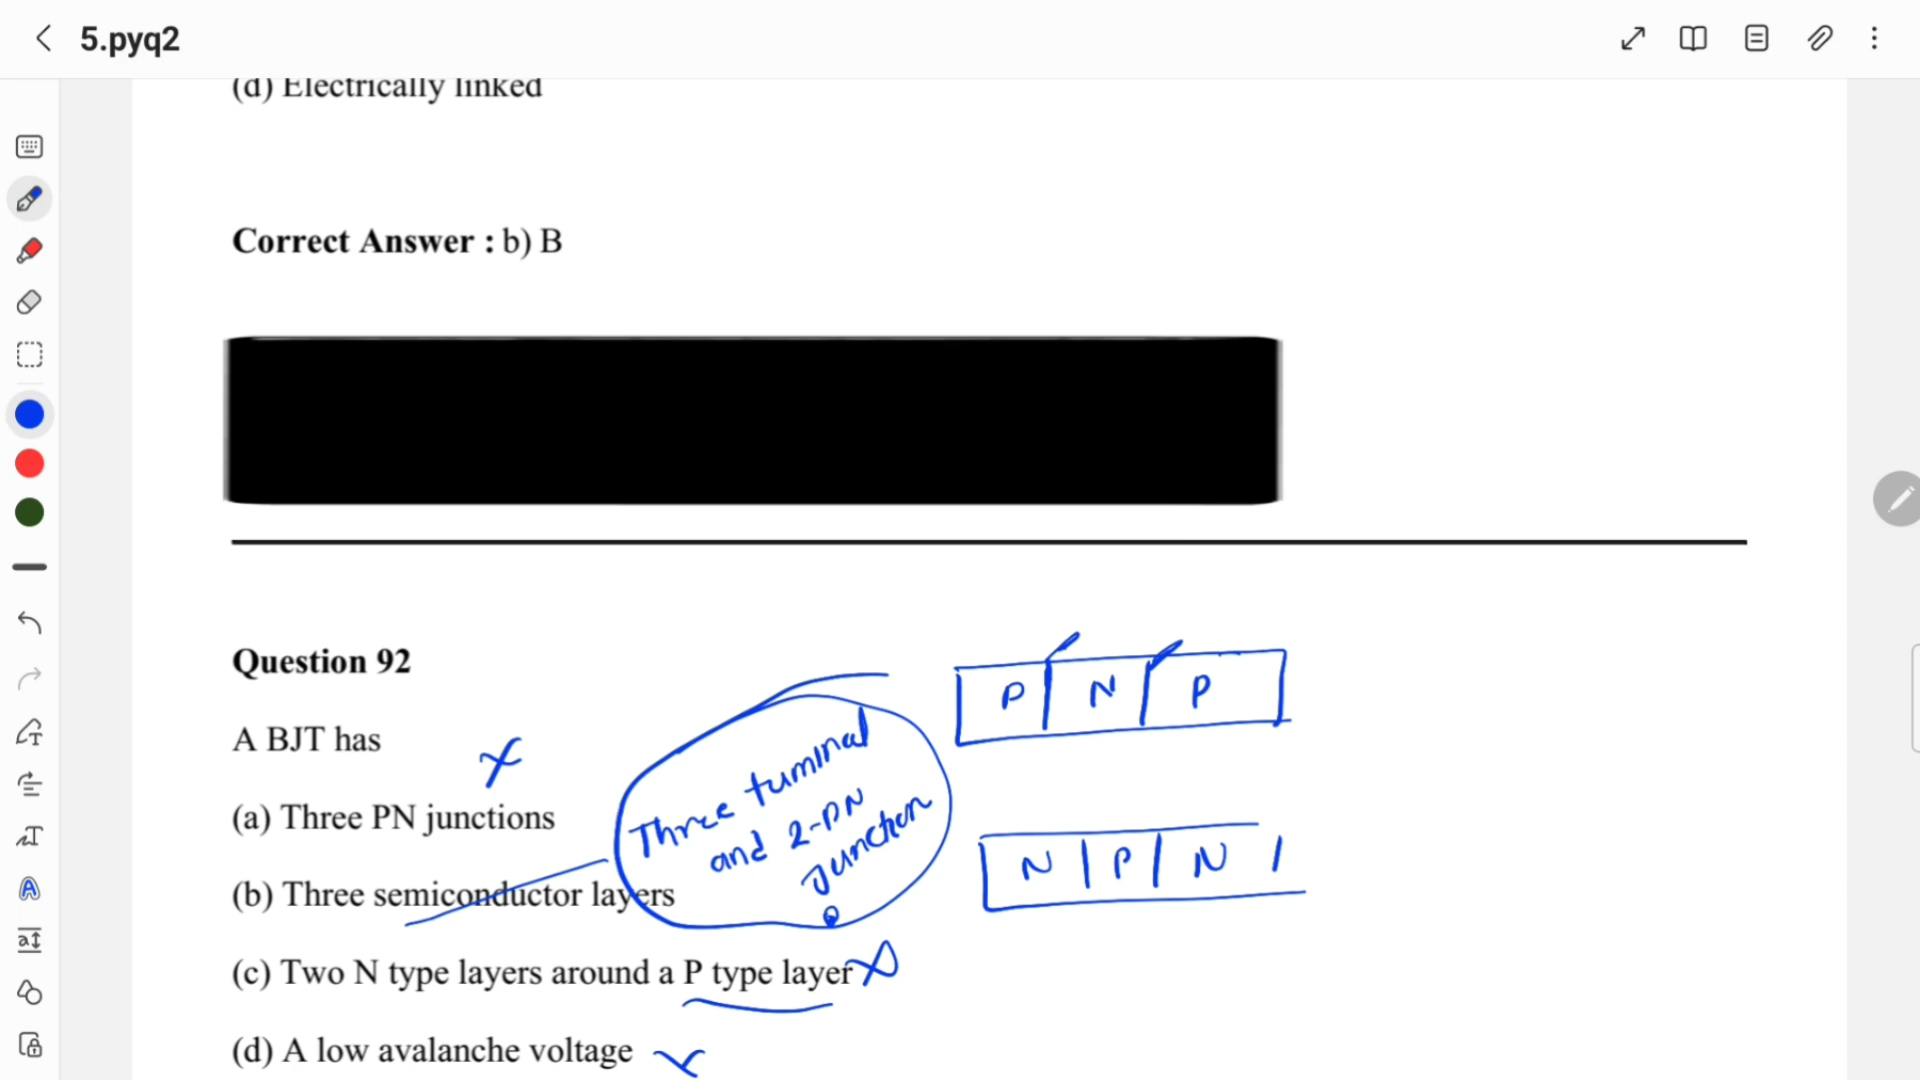 5.pyq2
(d) Electrically linked
Correct Answer : b) B
Question 92
A BJT has
(a) Three PN junctions
(b) Three semiconductor layers
(c) Two N type layers around a P type layer
(d) A low avalanche voltage
Three tuminal
and 2-PN
Junction
P N P
N P N